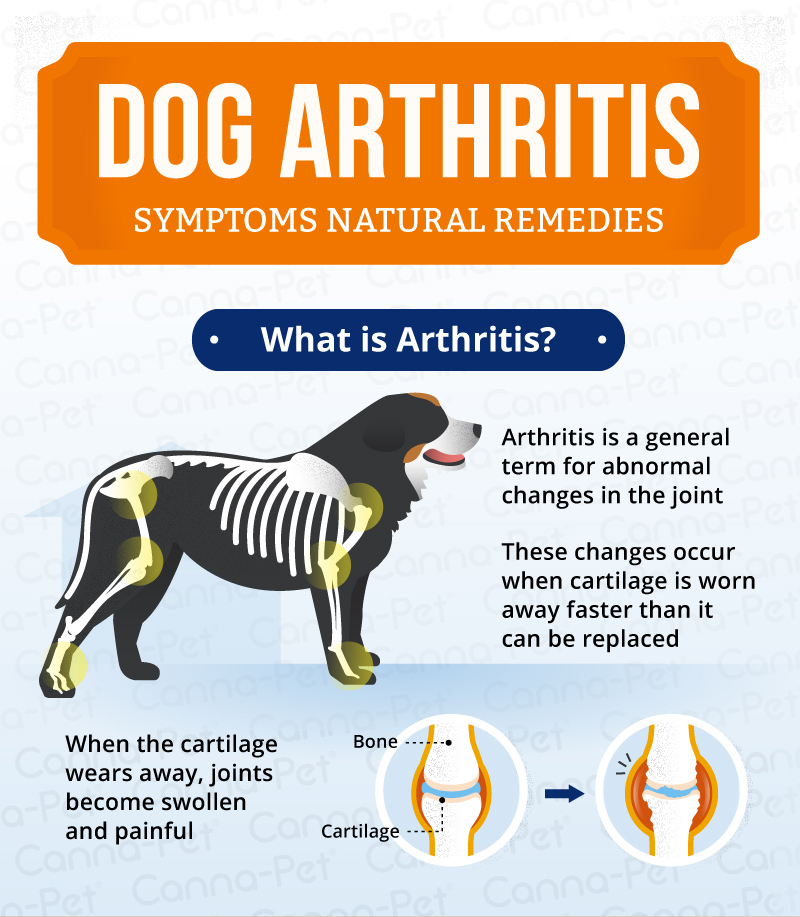 DOG ARTHRITIS
SYMPTOMS NATURAL REMEDIES
What is Arthritis?
Arthritis is a general
term for abnormal
changes in the joint
These changes occur
when cartilage is worn
away faster than it
can be replaced
When the cartilage
wears away, joints
become swollen
and painful
Bone
Cartilage
Canna-Pet®